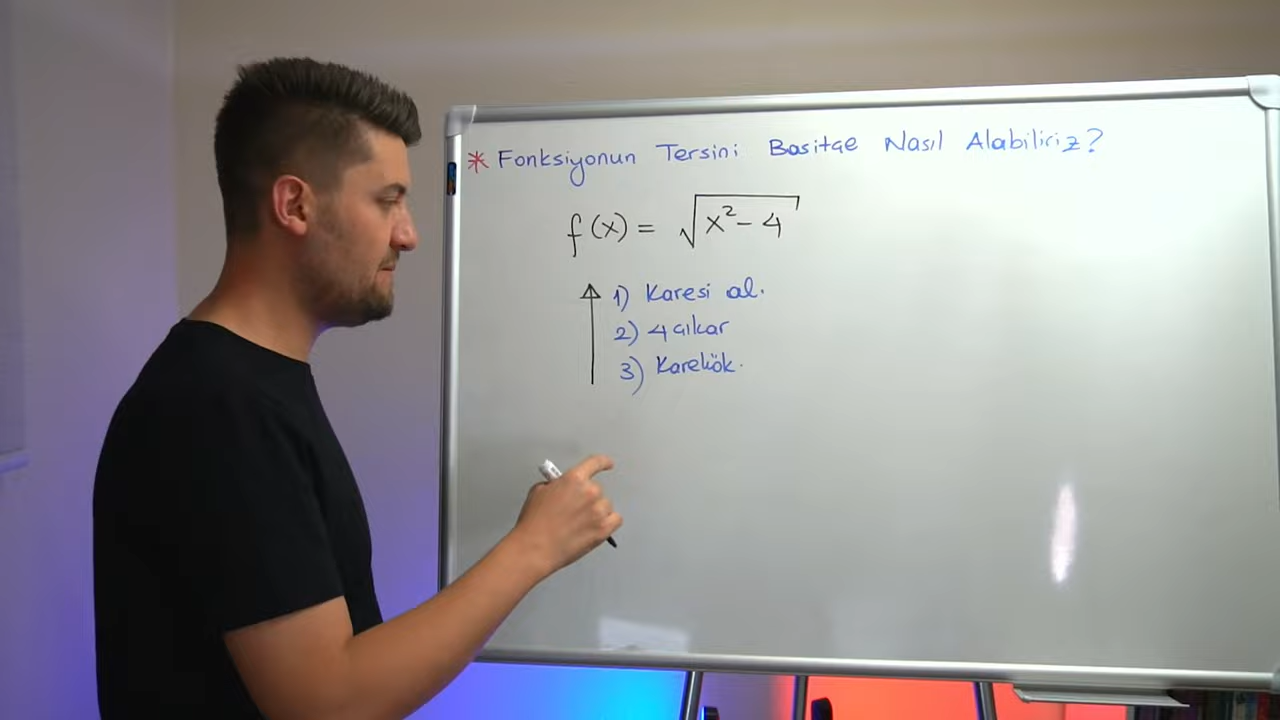 * Fonksiyonun Tersini Basitçe Nasıl Alabiliriz?
f(x) = √x²-4
1) Karesi al.
2) 4 çıkar
3) Karekök.